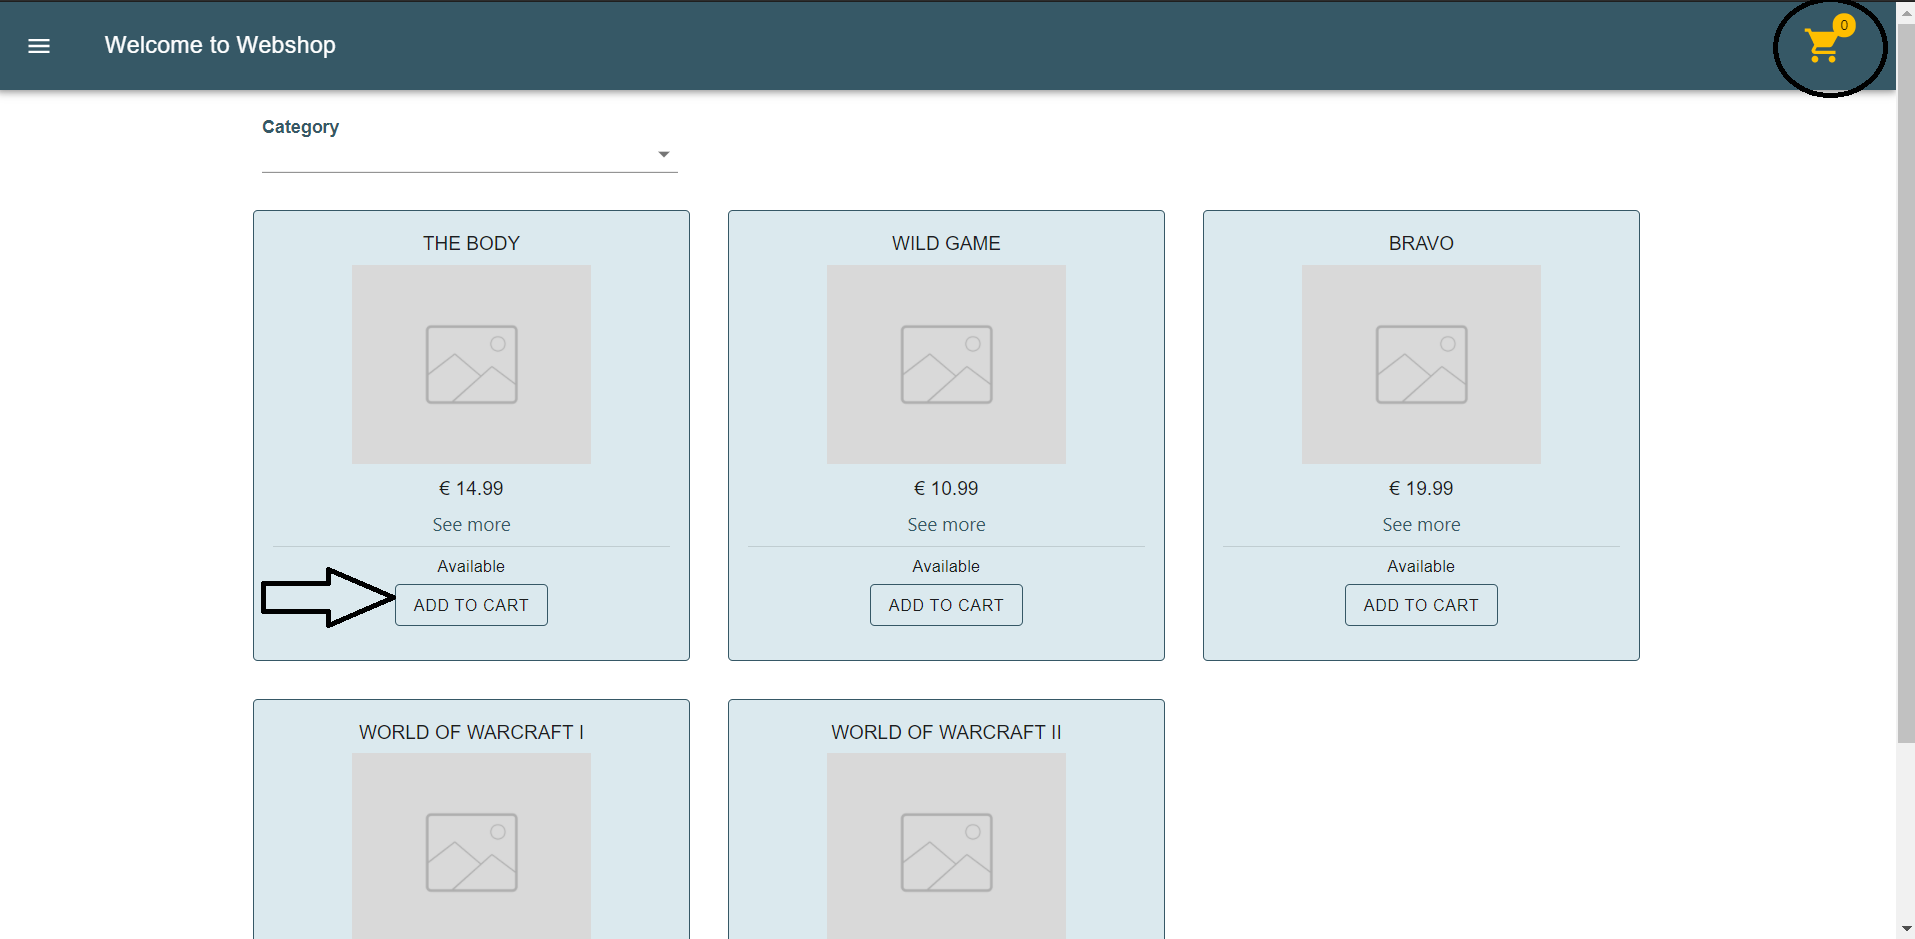 Welcome to Webshop
0
Category
THE BODY
WILD GAME
BRAVO
€ 14.99
€ 10.99
€ 19.99
See more
See more
See more
Available
Available
Available
ADD TO CART
ADD TO CART
ADD TO CART
WORLD OF WARCRAFT I
WORLD OF WARCRAFT II